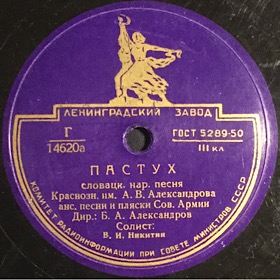 ЛЕНИНГРАДСКИЙ ЗАВОД
Г
14620а
ГОСТ 5289-50
III кл
ПАСТУХ
словацк. нар. песня
Краснозн. им. А. В. Александрова
анс. песни и пляски Сов. Армии
Дир.: Б. А. Александров
Солист:
В. И. Никитин
КОМИТЕТ РАДИОИНФОРМАЦИИ ПРИ СОВЕТЕ МИНИСТРОВ СССР